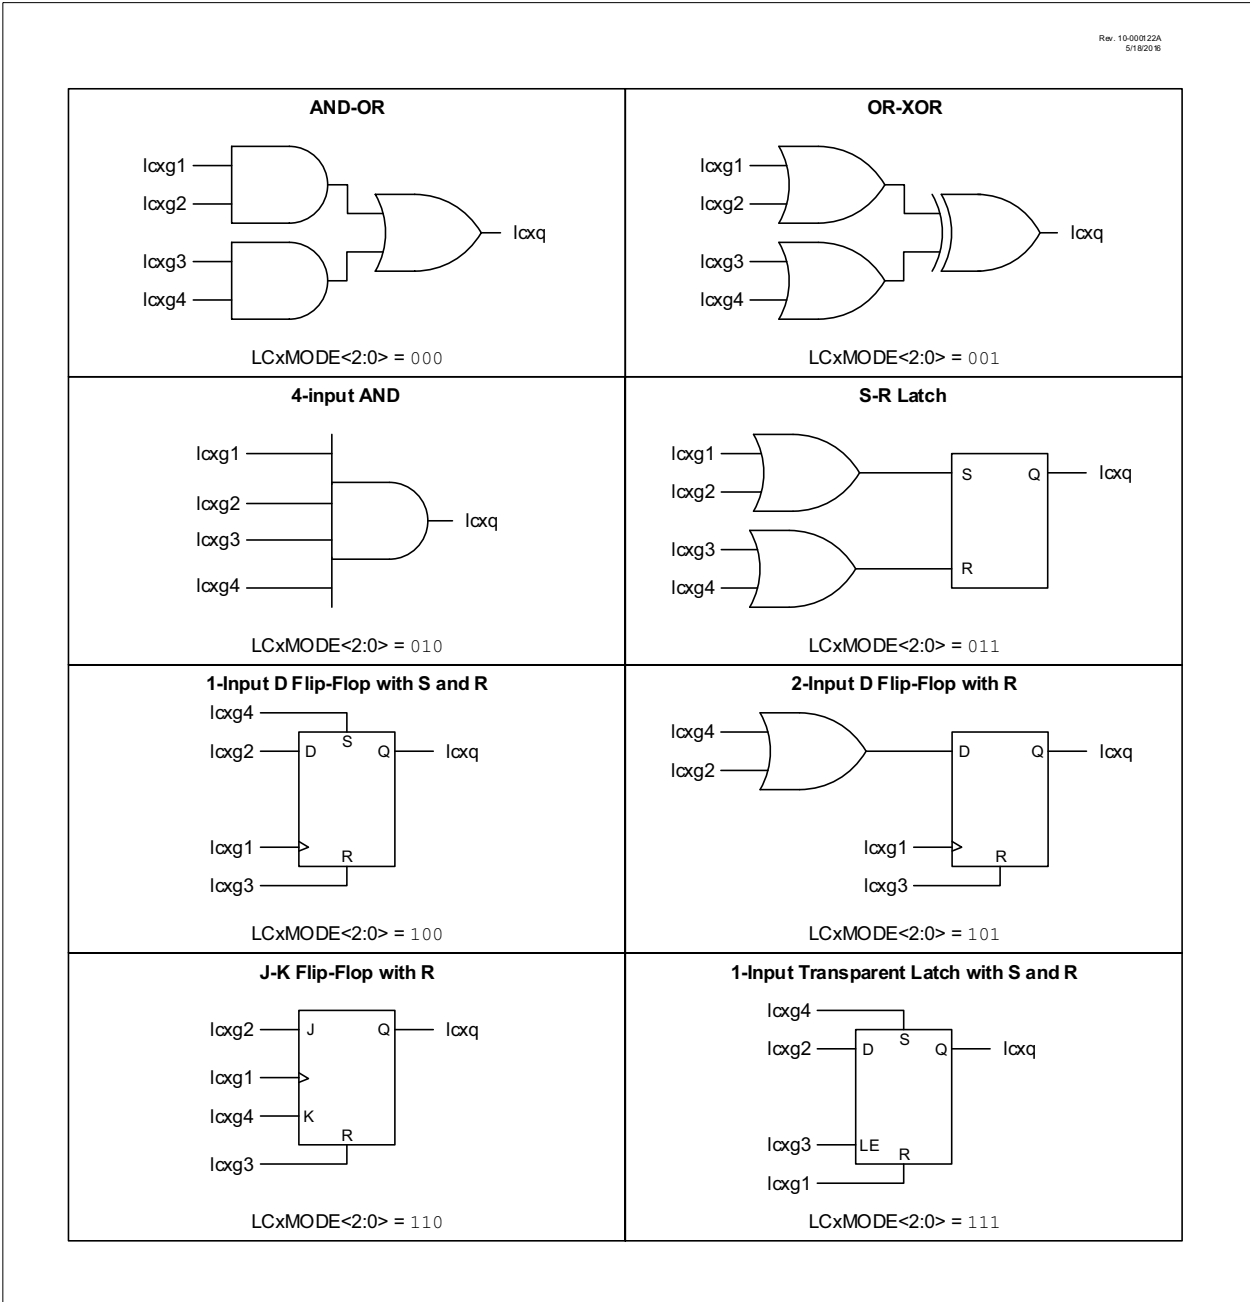 Rev. 10-000122A
5/18/2016
AND-OR
lcxg1
lcxg2
lcxg3
lcxg4
lcxq
LCxMODE<2:0> = 000
OR-XOR
lcxg1
lcxg2
lcxg3
lcxg4
lcxq
LCxMODE<2:0> = 001
4-input AND
lcxg1
lcxg2
lcxg3
lcxg4
lcxq
LCxMODE<2:0> = 010
S-R Latch
lcxg1
lcxg2
lcxg3
lcxg4
S Q lcxq
R
LCxMODE<2:0> = 011
1-Input D Flip-Flop with S and R
lcxg4
S
lcxg2 D Q lcxq
lcxg1
R
lcxg3
LCxMODE<2:0> = 100
2-Input D Flip-Flop with R
lcxg4
lcxg2
D Q lcxq
lcxg1
R
lcxg3
LCxMODE<2:0> = 101
J-K Flip-Flop with R
lcxg2 J Q lcxq
lcxg1
lcxg4 K
R
lcxg3
LCxMODE<2:0> = 110
1-Input Transparent Latch with S and R
lcxg4
S
lcxg2 D Q lcxq
lcxg3 LE
R
lcxg1
LCxMODE<2:0> = 111